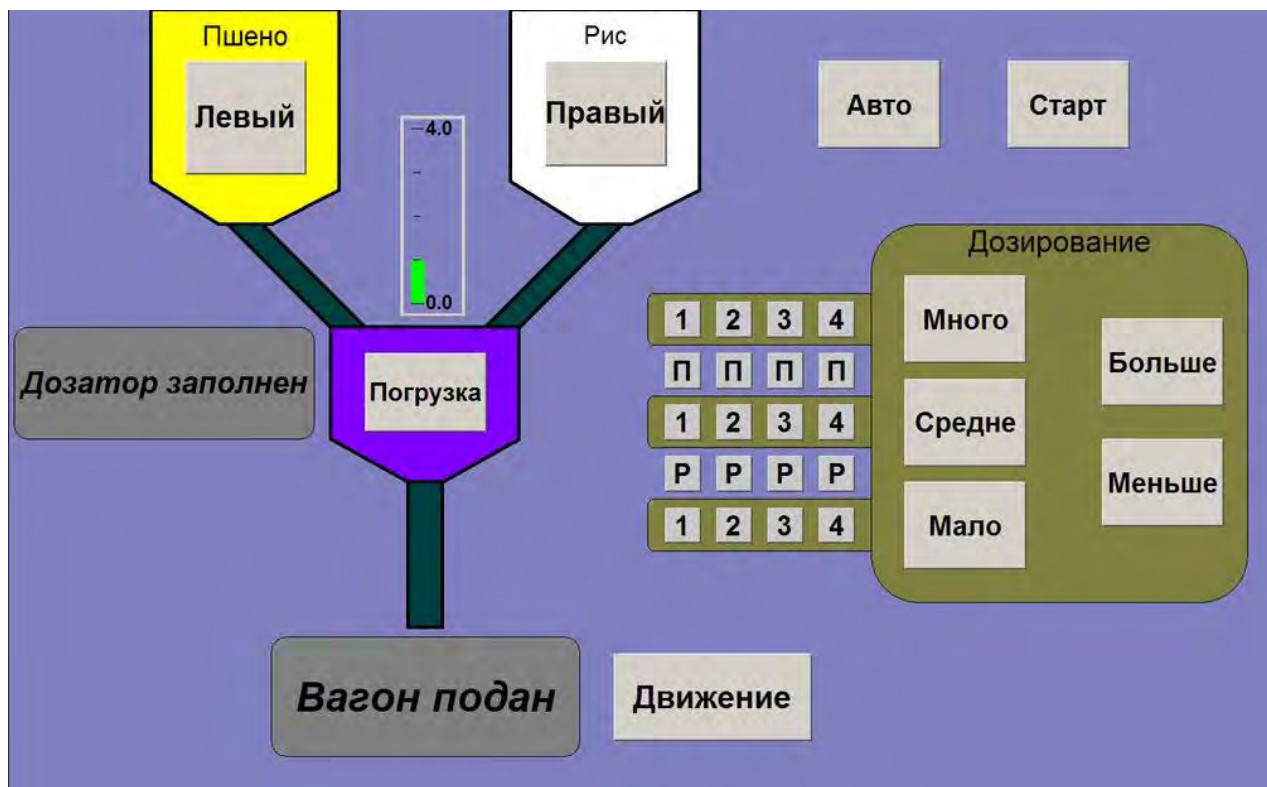 Пшено
Левый
Рис
Правый
Авто
Старт
4.0
0.0
Дозатор заполнен
Погрузка
Дозирование
1 2 3 4
П П П П
1 2 3 4
Р Р Р Р
1 2 3 4
Много
Средне
Мало
Больше
Меньше
Вагон подан
Движение